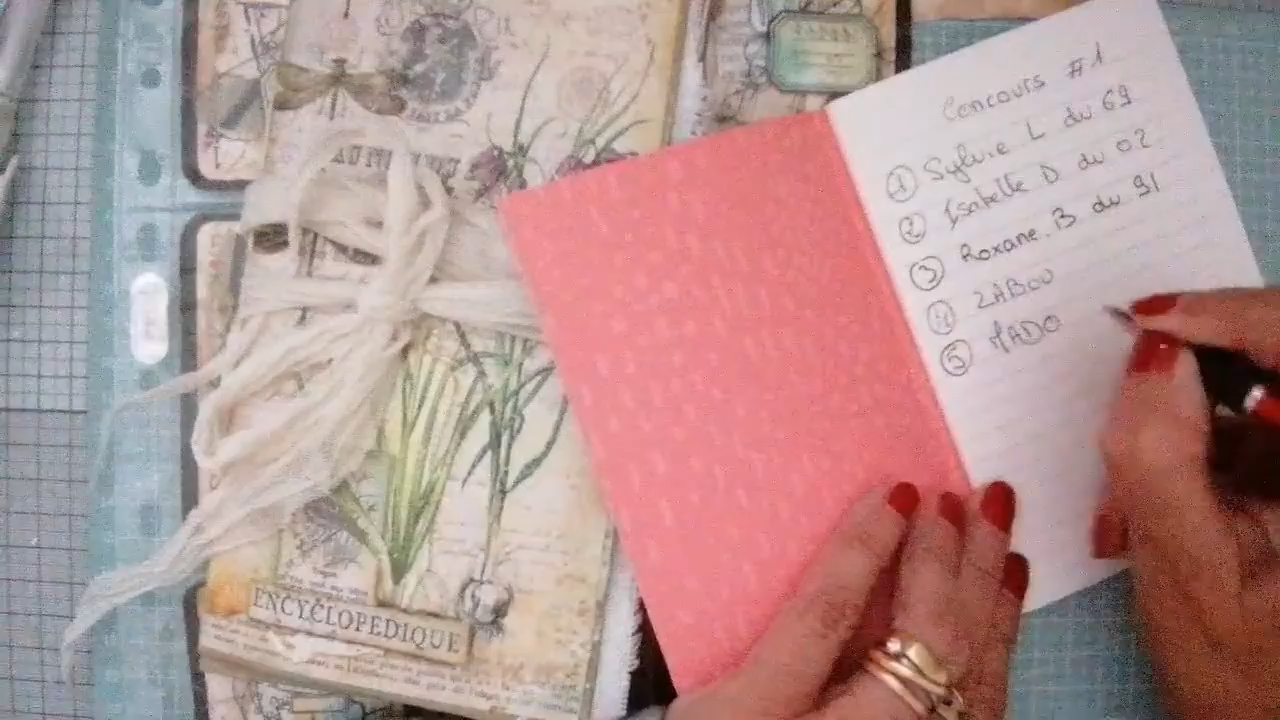 Concours #1
① Sylvie L du 69
② Isabelle D du 02
③ Roxane.B du 91
④ ZABOU
⑤ MADO
ENCYCLOPEDIQUE